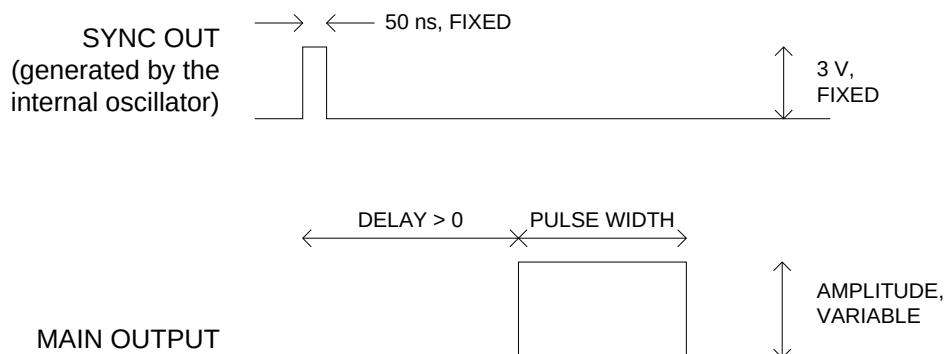 50 ns, FIXED
SYNC OUT
(generated by the
internal oscillator)
3 V,
FIXED
DELAY > 0
PULSE WIDTH
AMPLITUDE,
VARIABLE
MAIN OUTPUT